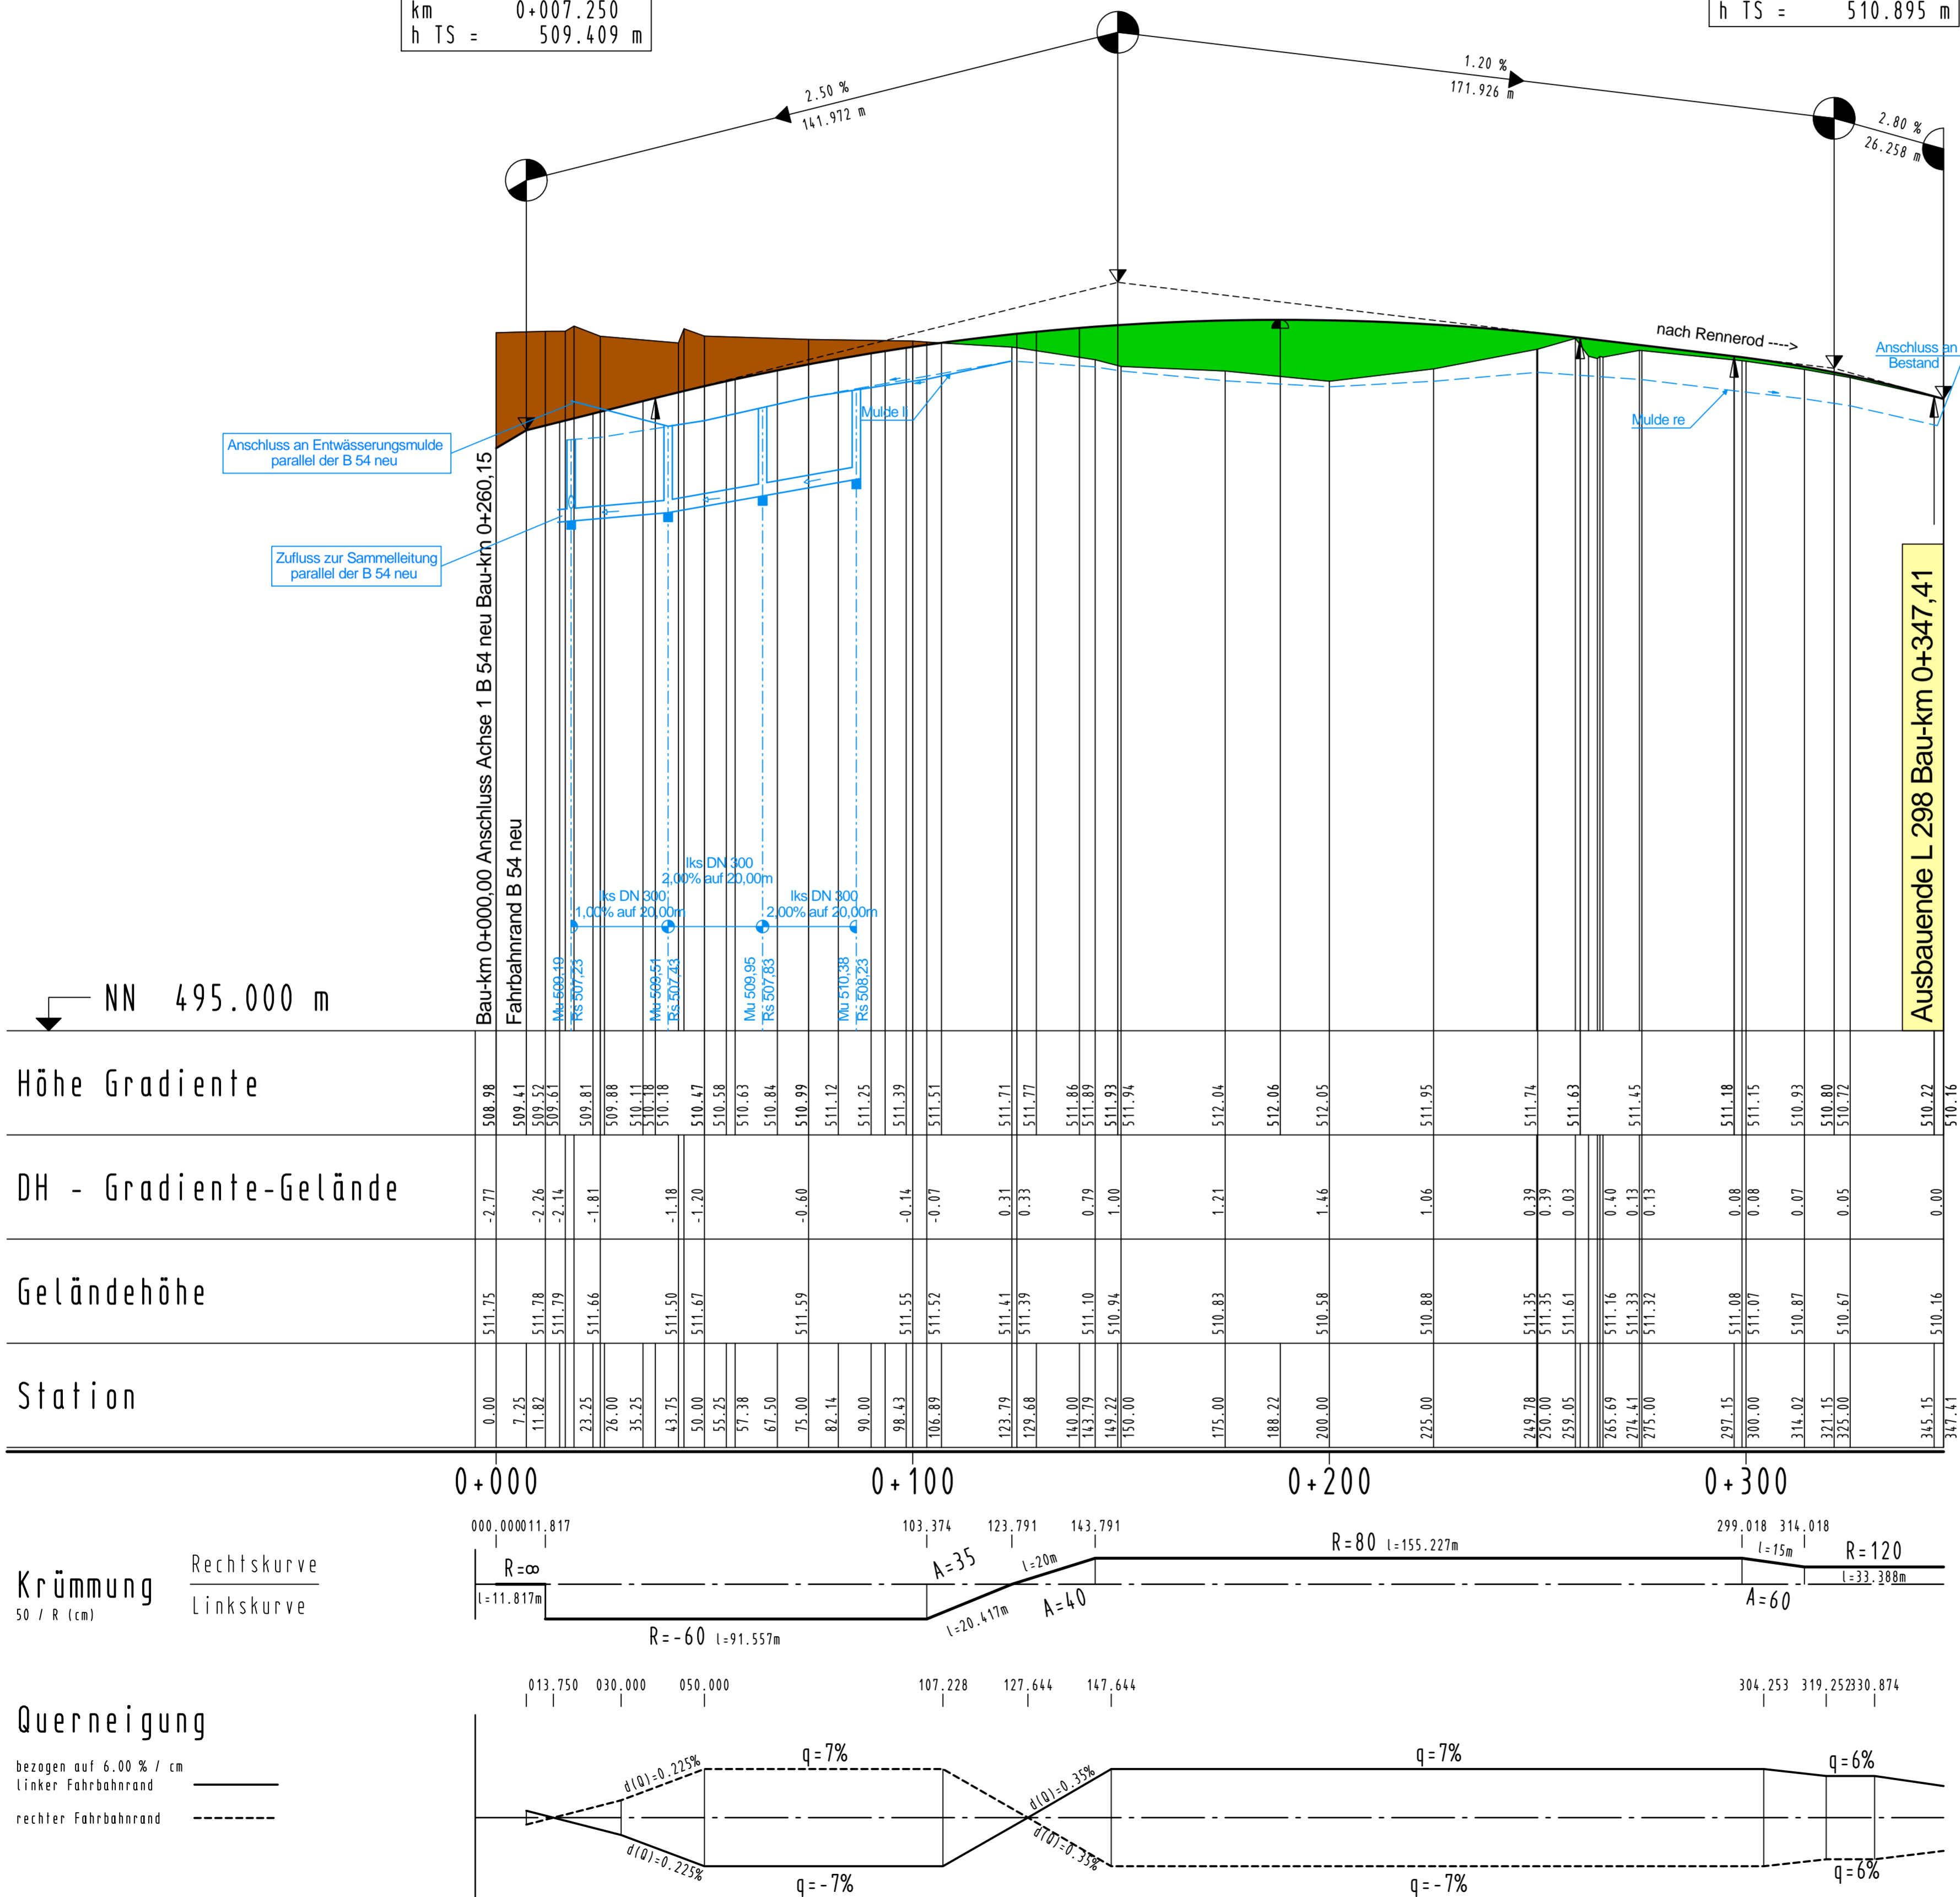 km 0+007.250
h TS = 509.409 m
h TS = 510.895 m
2.50 %
141.972 m
1.20 %
171.926 m
2.80 %
26.258 m
nach Rennerod ---->
Anschluss an
Bestand
Mulde li
Mulde re
Anschluss an Entwässerungsmulde
parallel der B 54 neu
Zufluss zur Sammelleitung
parallel der B 54 neu
Bau-km 0+000,00 Anschluss Achse 1 B 54 neu Bau-km 0+260,15
Fahrbahnrand B 54 neu
Ausbauende L 298 Bau-km 0+347,41
Iks DN 300
1,00% auf 20,00m
Iks DN 300
2,00% auf 20,00m
Iks DN 300
2,00% auf 20,00m
Mu 509,19
Rs 507,23
Mu 509,51
Rs 507,43
Mu 509,95
Rs 507,83
Mu 510,38
Rs 508,23
NN 495.000 m
Höhe Gradiente
508.98 509.41 509.52 509.61 509.81 509.88 510.11 510.18 510.18 510.47 510.58 510.63 510.84 510.99 511.12 511.25 511.39 511.51 511.71 511.77 511.86 511.89 511.93 511.94 512.04 512.06 512.05 511.95 511.74 511.63 511.45 511.18 511.15 510.93 510.80 510.72 510.22 510.16
DH - Gradiente-Gelände
-2.77 -2.26 -2.14 -1.81 -1.18 -1.20 -0.60 -0.14 -0.07 0.31 0.33 0.79 1.00 1.21 1.46 1.06 0.39 0.39 0.03 0.40 0.13 0.13 0.08 0.08 0.07 0.05 0.00
Geländehöhe
511.75 511.78 511.79 511.66 511.50 511.67 511.59 511.55 511.52 511.41 511.39 511.10 510.94 510.83 510.58 510.88 511.35 511.35 511.61 511.16 511.33 511.32 511.08 511.07 510.87 510.67 510.16
Station
0.00 7.25 11.82 23.25 26.00 35.25 43.75 50.00 55.25 57.38 67.50 75.00 82.14 90.00 98.43 106.89 123.79 129.68 140.00 143.79 149.22 150.00 175.00 188.22 200.00 225.00 249.78 250.00 259.05 265.69 274.41 275.00 297.15 300.00 314.02 321.15 325.00 345.15 347.41
0+000 0+100 0+200 0+300
000.000 011.817 103.374 123.791 143.791 299.018 314.018
Krümmung
50 / R (cm)
Rechtskurve
Linkskurve
R=∞
l=11.817m
R=-60 l=91.557m
A=35
l=20.417m
l=20m
A=40
R=80 l=155.227m
l=15m
A=60
R=120
l=33.388m
013.750 030.000 050.000 107.228 127.644 147.644 304.253 319.252 330.874
Querneigung
bezogen auf 6.00 % / cm
linker Fahrbahnrand
rechter Fahrbahnrand
d(Q)=0.225%
d(Q)=0.225%
q=7%
q=-7%
d(Q)=0.35%
d(Q)=0.35%
q=7%
q=-7%
q=6%
q=6%